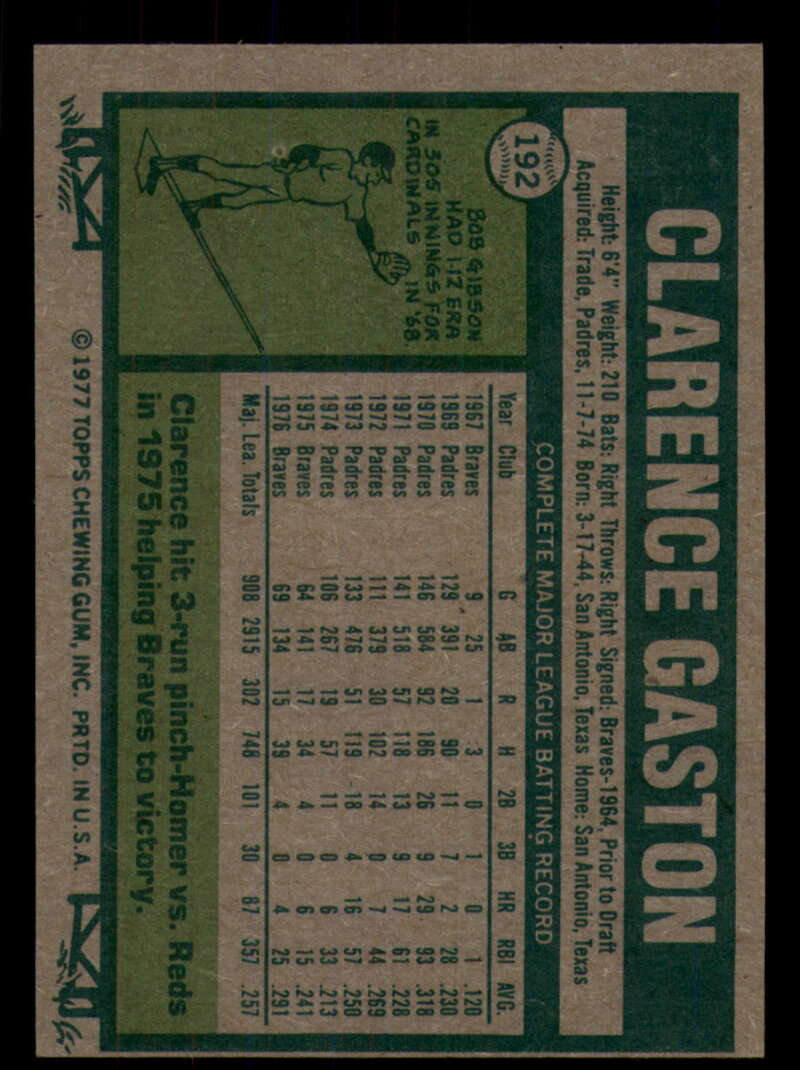 CLARENCE GASTON
192
Height: 6'4" Weight: 210 Bats: Right Throws: Right Signed: Braves-1964, Prior to Draft
Acquired: Trade, Padres, 11-7-74 Born: 3-17-44, San Antonio, Texas Home: San Antonio, Texas
COMPLETE MAJOR LEAGUE BATTING RECORD
Year Club G AB R H 2B 3B HR RBI AVG.
1967 Braves 9 25 1 3 0 1 0 1 .120
1969 Padres 129 391 20 90 11 7 2 28 .230
1970 Padres 146 584 92 186 26 9 29 93 .318
1971 Padres 141 518 57 118 13 9 17 61 .228
1972 Padres 111 379 30 102 14 0 7 44 .269
1973 Padres 133 476 51 119 18 4 16 57 .250
1974 Padres 106 267 19 57 11 0 6 33 .213
1975 Braves 64 141 17 34 4 0 6 15 .241
1976 Braves 69 134 15 39 4 0 4 25 .291
Maj. Lea. Totals 908 2915 302 748 101 30 87 357 .257
BOB GIBSON
HAD 1.12 ERA
IN 305 INNINGS FOR
CARDINALS IN '68.
Clarence hit 3-run pinch-Homer vs. Reds
in 1975 helping Braves to victory.
© 1977 TOPPS CHEWING GUM, INC. PRTD. IN U.S.A.